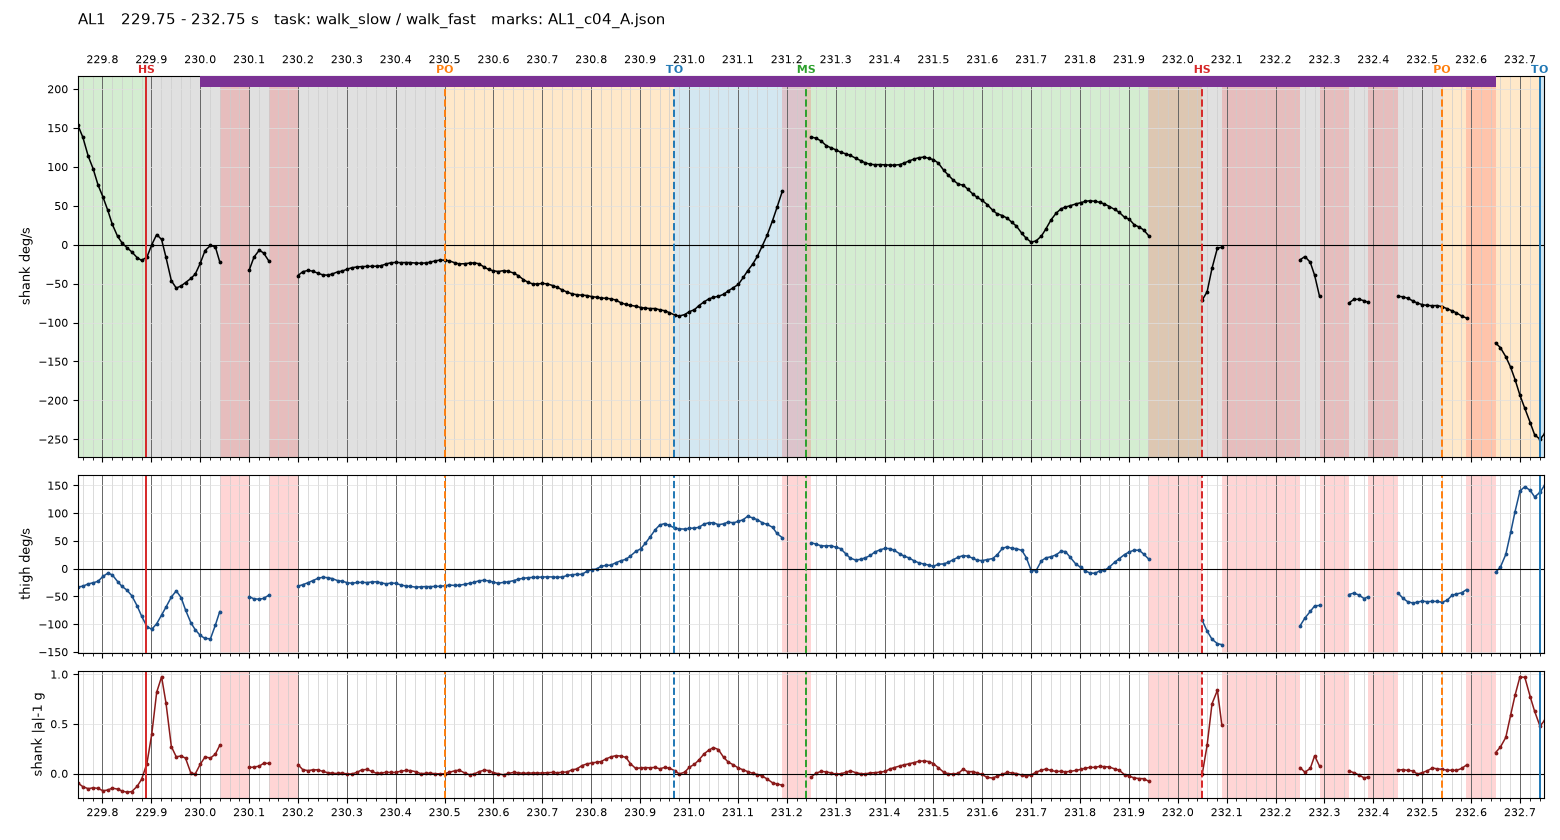 AL1   229.75 - 232.75 s   task: walk_slow / walk_fast   marks: AL1_c04_A.json
229.8 229.9 230.0 230.1 230.2 230.3 230.4 230.5 230.6 230.7 230.8 230.9 231.0 231.1 231.2 231.3 231.4 231.5 231.6 231.7 231.8 231.9 232.0 232.1 232.2 232.3 232.4 232.5 232.6 232.7
HS PO TO MS HS PO TO
200
150
100
50
0
−50
−100
−150
−200
−250
shank deg/s
150
100
50
0
−50
−100
−150
thigh deg/s
1.0
0.5
0.0
shank |a|-1 g
229.8 229.9 230.0 230.1 230.2 230.3 230.4 230.5 230.6 230.7 230.8 230.9 231.0 231.1 231.2 231.3 231.4 231.5 231.6 231.7 231.8 231.9 232.0 232.1 232.2 232.3 232.4 232.5 232.6 232.7